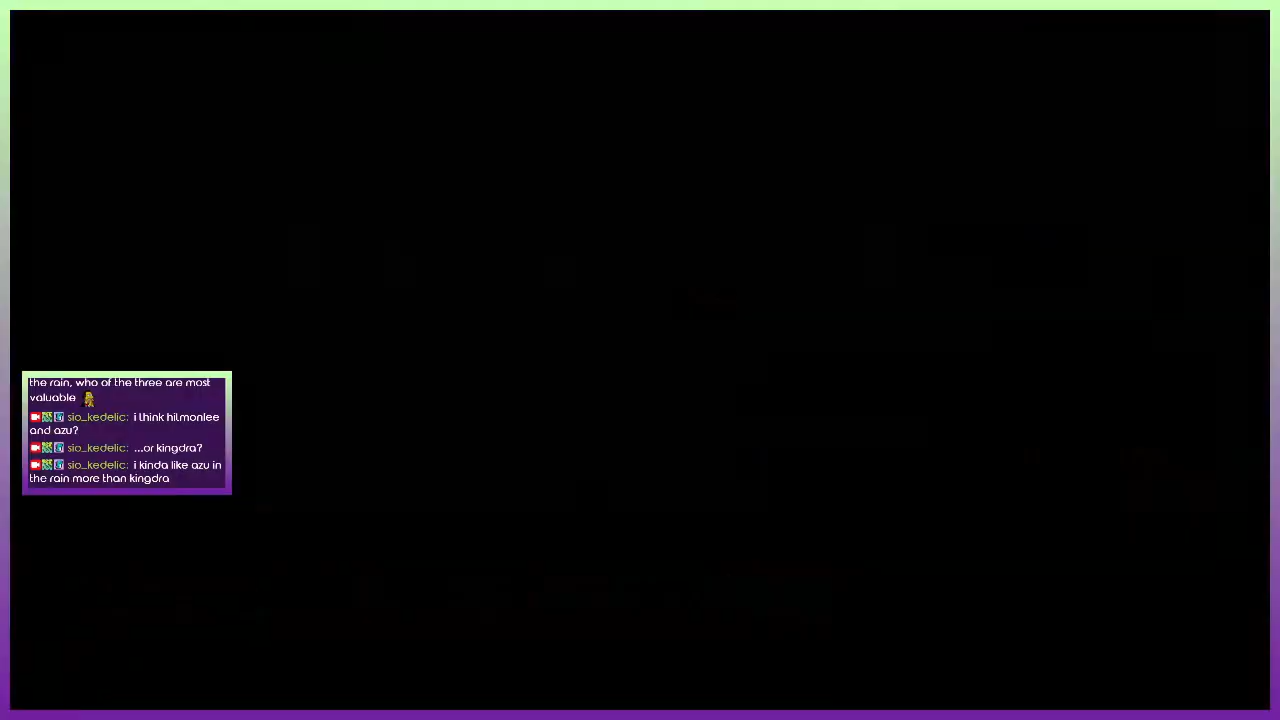 the rain, who of the three are most
valuable
sio_kedelic: i think hilmonlee
and azu?
sio_kedelic: ...or kingdra?
sio_kedelic: i kinda like azu in
the rain more than kingdra